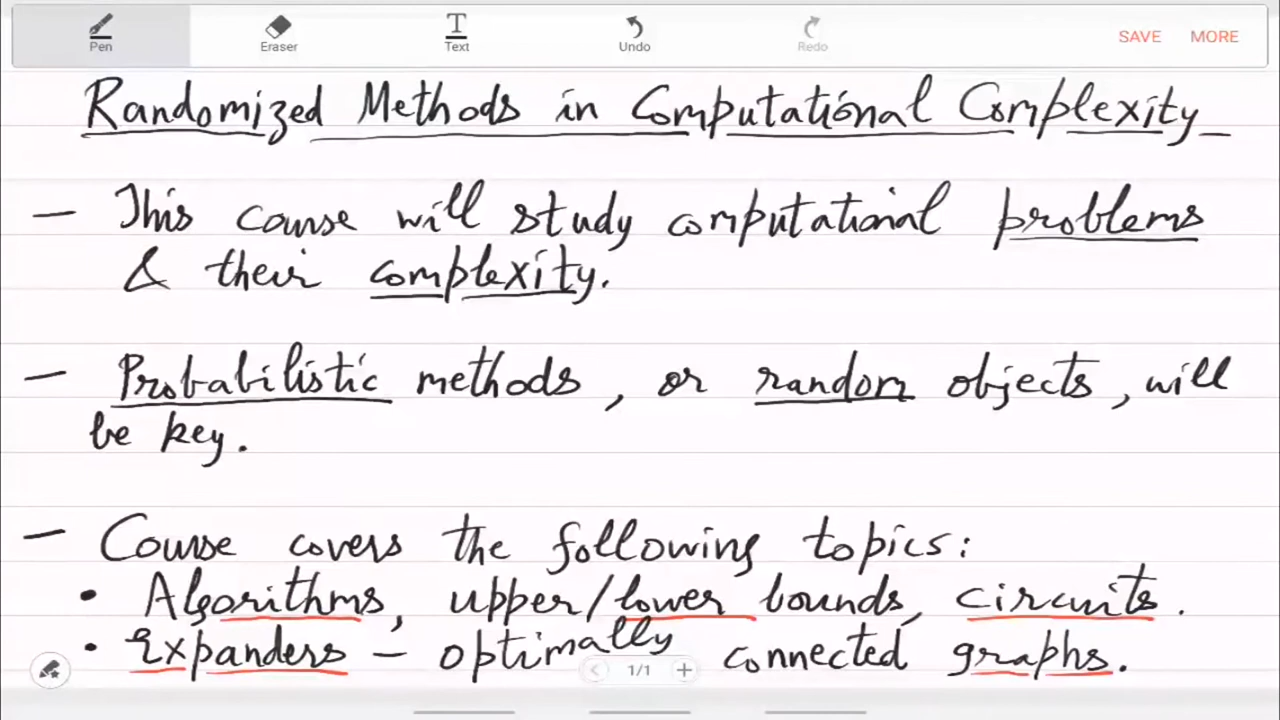 Pen Eraser Text Undo Redo SAVE MORE
Randomized Methods in Computational Complexity
- This course will study computational problems
& their complexity.
- Probabilistic methods, or random objects, will
be key.
- Course covers the following topics:
• Algorithms, upper/lower bounds, circuits.
• Expanders - optimally connected graphs.
1/1